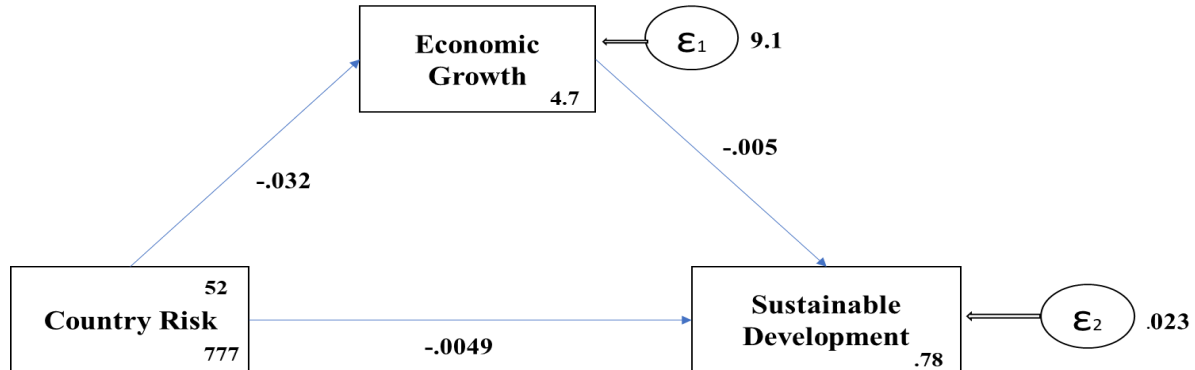 Economic
Growth
4.7
ε1
9.1
-.032
-.005
52
Country Risk
777
-.0049
Sustainable
Development
.78
ε2
.023